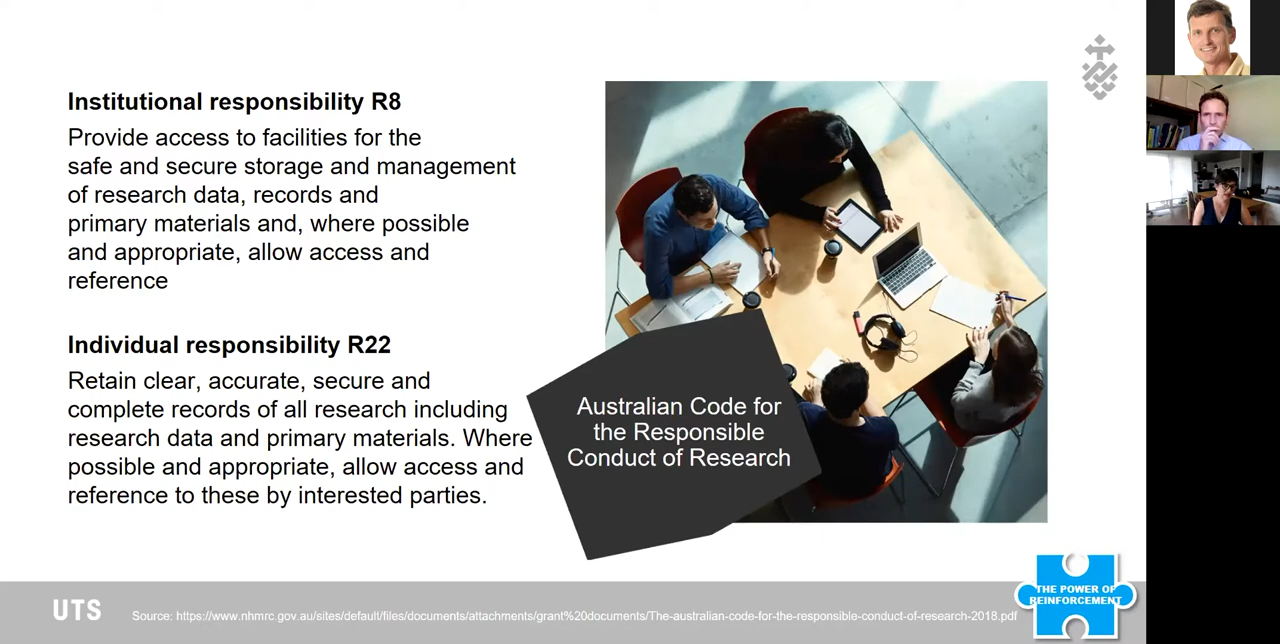 Institutional responsibility R8
Provide access to facilities for the
safe and secure storage and management
of research data, records and
primary materials and, where possible
and appropriate, allow access and
reference
Individual responsibility R22
Retain clear, accurate, secure and
complete records of all research including
research data and primary materials. Where
possible and appropriate, allow access and
reference to these by interested parties.
Australian Code for
the Responsible
Conduct of Research
THE POWER OF
REINFORCEMENT
UTS
Source: https://www.nhmrc.gov.au/sites/default/files/documents/attachments/grant%20documents/The-australian-code-for-the-responsible-conduct-of-research-2018.pdf